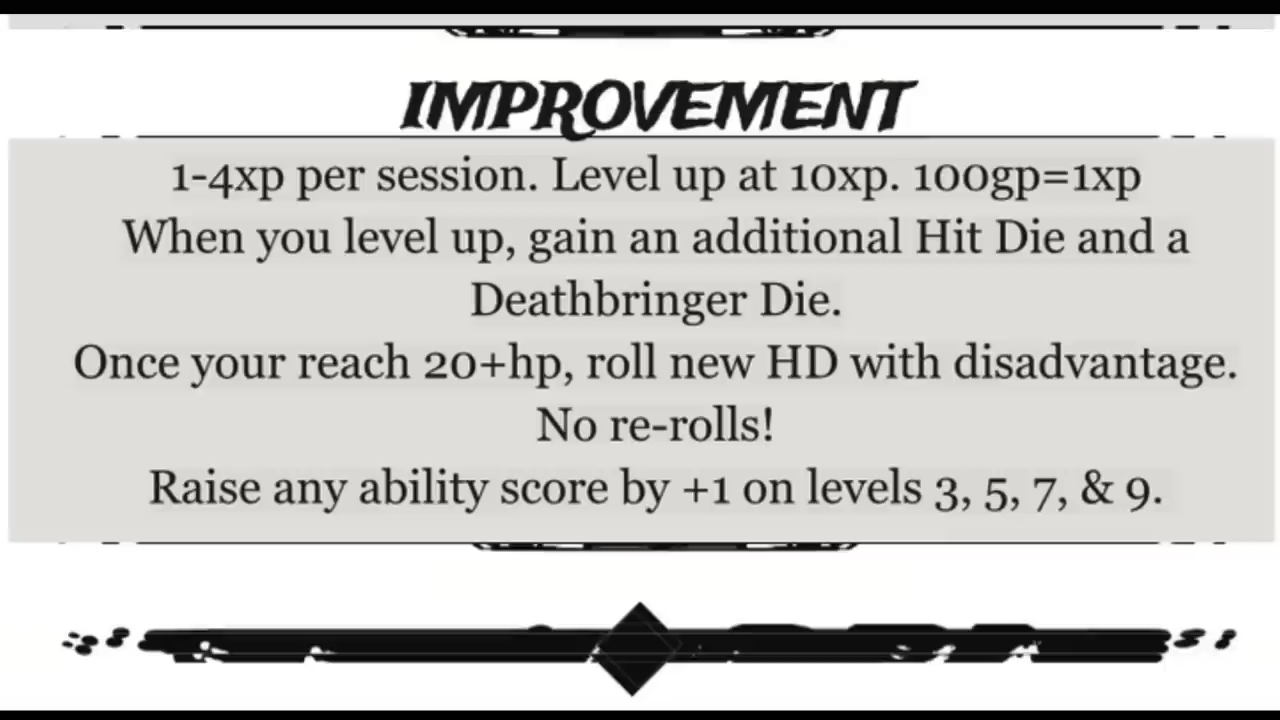 IMPROVEMENT
1-4xp per session. Level up at 10xp. 100gp=1xp
When you level up, gain an additional Hit Die and a
Deathbringer Die.
Once your reach 20+hp, roll new HD with disadvantage.
No re-rolls!
Raise any ability score by +1 on levels 3, 5, 7, & 9.